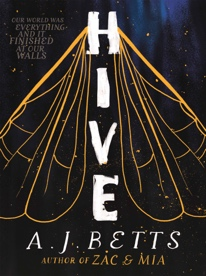 OUR WORLD WAS
EVERYTHING
AND IT
FINISHED
AT OUR
WALLS
HIVE
A. J. BETTS
AUTHOR OF ZAC & MIA